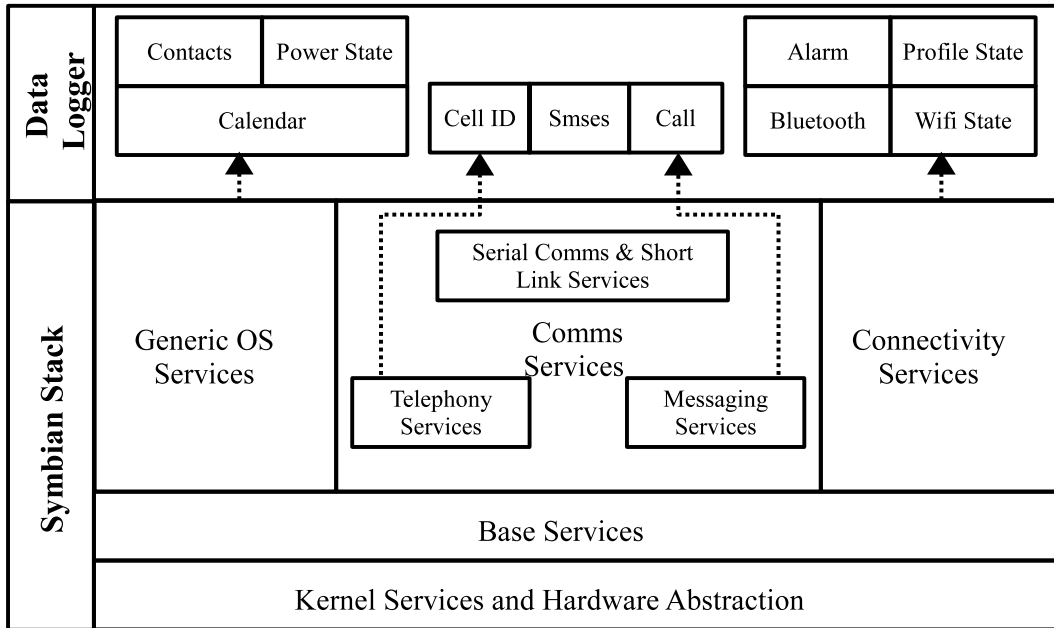 Data
Logger
Contacts
Power State
Calendar
Cell ID
Smses
Call
Alarm
Profile State
Bluetooth
Wifi State
Symbian Stack
Generic OS
Services
Serial Comms & Short
Link Services
Comms
Services
Telephony
Services
Messaging
Services
Connectivity
Services
Base Services
Kernel Services and Hardware Abstraction